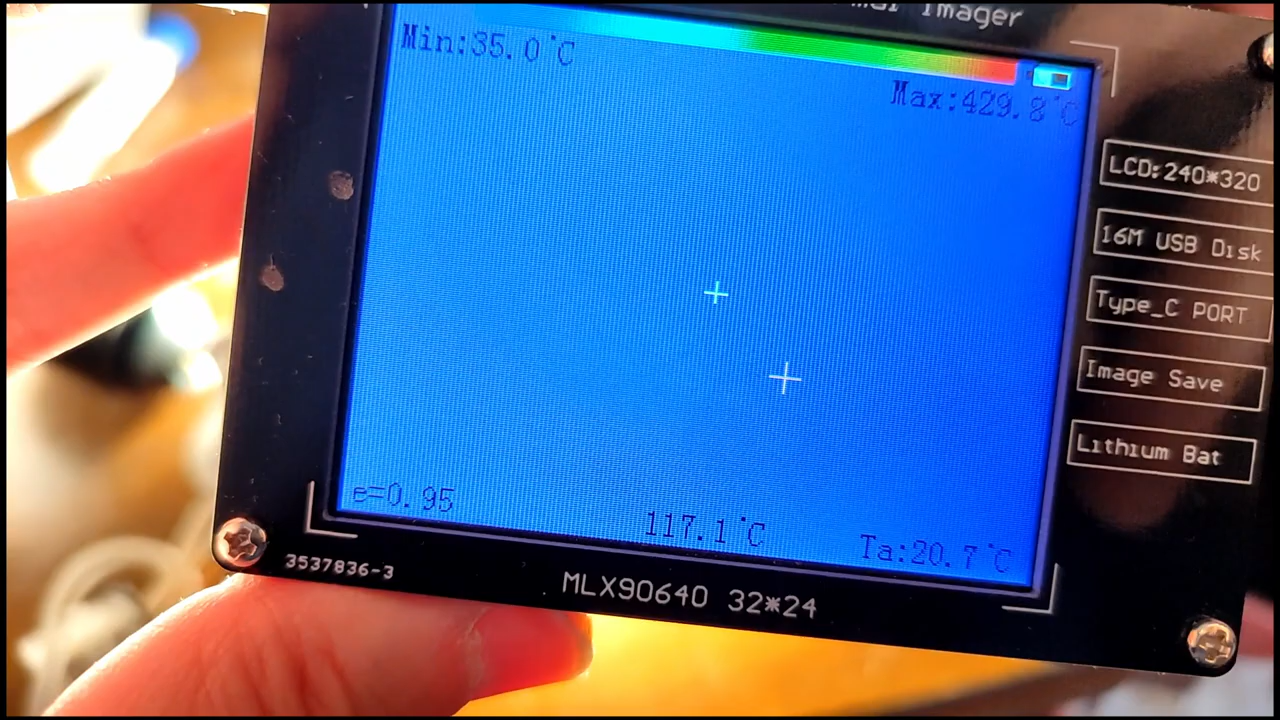 Imager
Min:35.0°C
Max:429.8°C
LCD:240*320
16M USB Disk
Type_C PORT
Image Save
Lithium Bat
e=0.95
117.1°C
Ta:20.7°C
3537836-3
MLX90640 32*24